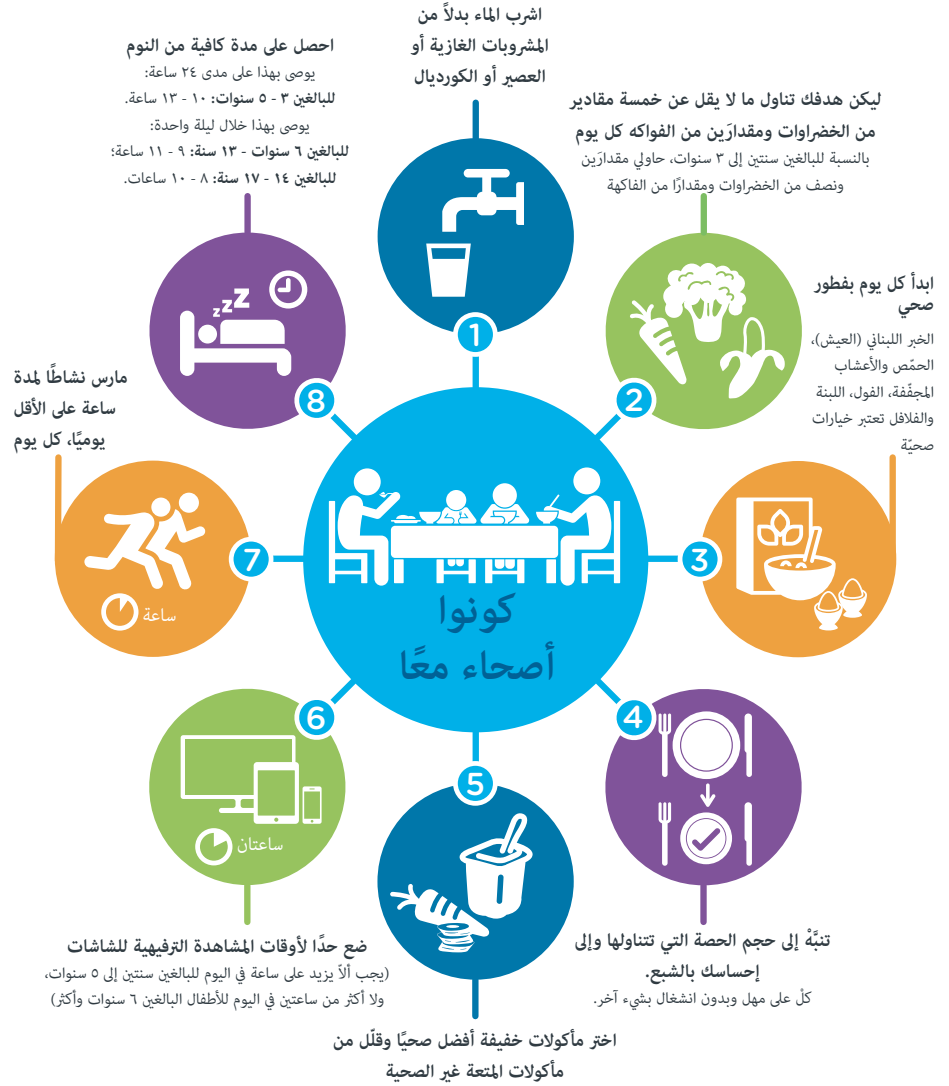 اشرب الماء بدلاً من
المشروبات الغازية أو
العصير أو الكورديال
1
ليكن هدفك تناول ما لا يقل عن خمسة مقادير
من الخضراوات ومقدارَين من الفواكه كل يوم
بالنسبة للبالغين سنتين إلى ٣ سنوات، حاولي مقدارَين
ونصف من الخضراوات ومقدارًا من الفاكهة
2
ابدأ كل يوم بفطور
صحي
الخبر اللبناني (العيش)،
الحمّص والأعشاب
المجفّفة، الفول، اللبنة
والفلافل تعتبر خيارات
صحيّة
3
4
تنبَّهْ إلى حجم الحصة التي تتناولها وإلى
إحساسك بالشبع.
كلْ على مهل وبدون انشغال بشيء آخر.
5
اختر مأكولات خفيفة أفضل صحيًا وقلّل من
مأكولات المتعة غير الصحية
6
ساعتان
ضع حدًا لأوقات المشاهدة الترفيهية للشاشات
(يجب ألاّ يزيد على ساعة في اليوم للبالغين سنتين إلى ٥ سنوات،
ولا أكثر من ساعتين في اليوم للأطفال البالغين ٦ سنوات وأكثر)
مارس نشاطًا لمدة
ساعة على الأقل
يوميًا، كل يوم
7
ساعة
احصل على مدة كافية من النوم
يوصى بهذا على مدى ٢٤ ساعة:
للبالغين ٣ - ٥ سنوات: ١٠ - ١٣ ساعة.
يوصى بهذا خلال ليلة واحدة:
للبالغين ٦ سنوات - ١٣ سنة: ٩ - ١١ ساعة؛
للبالغين ١٤ - ١٧ سنة: ٨ - ١٠ ساعات.
zzZZ
8
كونوا
أصحاء معًا